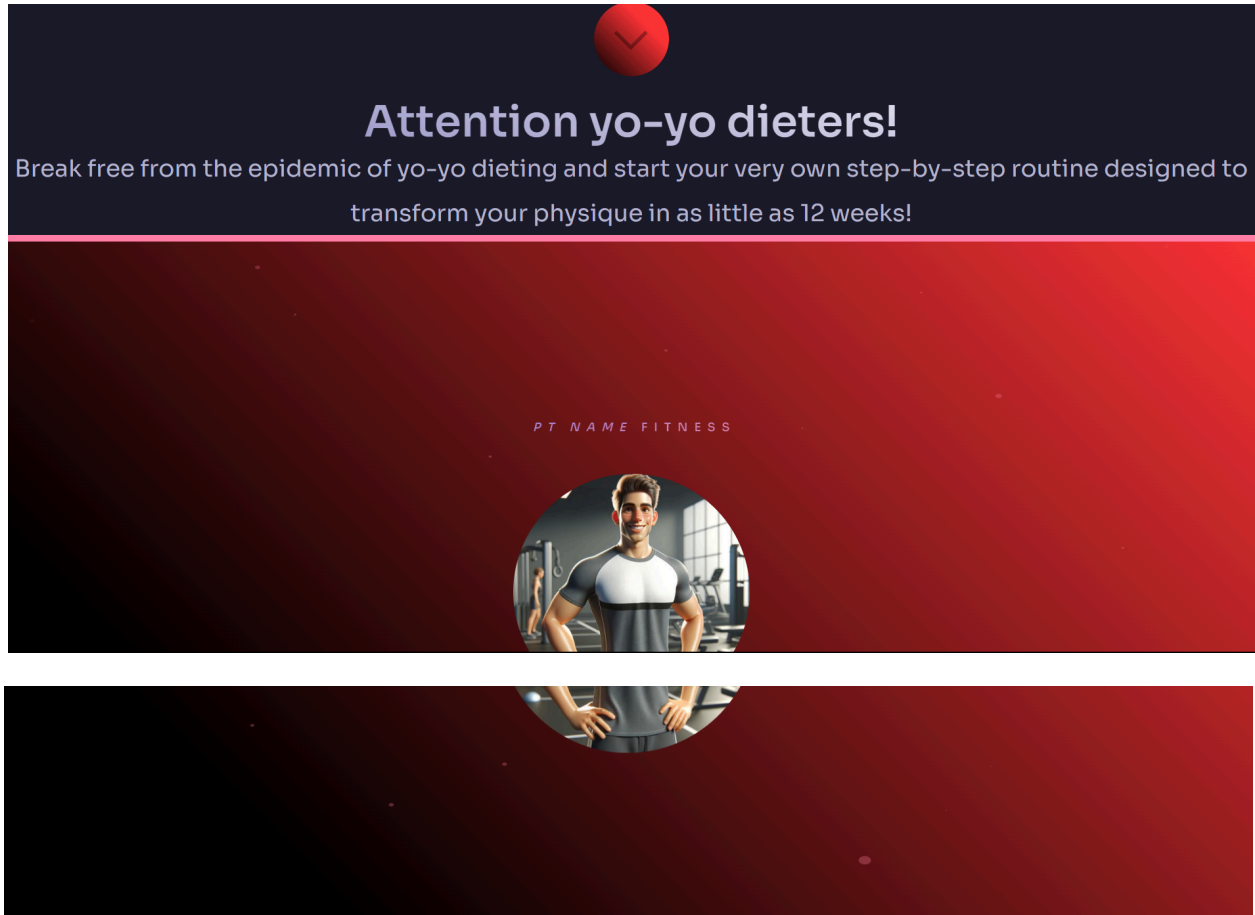 Attention yo-yo dieters!
Break free from the epidemic of yo-yo dieting and start your very own step-by-step routine designed to
transform your physique in as little as 12 weeks!
PT NAME FITNESS